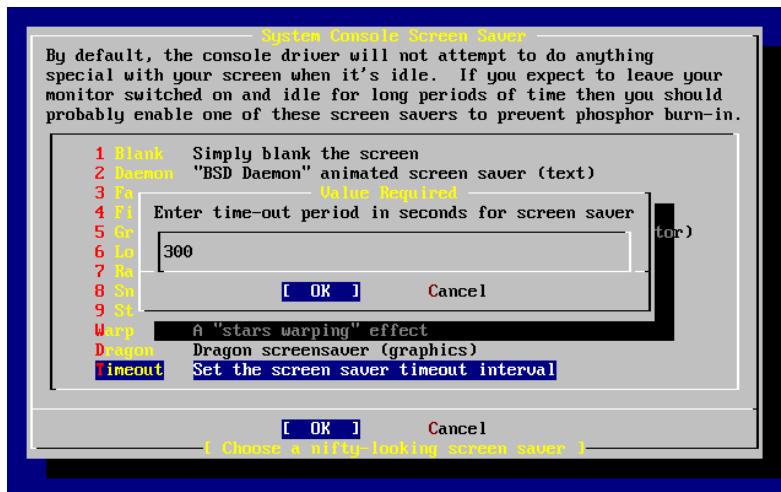 System Console Screen Saver
By default, the console driver will not attempt to do anything
special with your screen when it's idle.  If you expect to leave your
monitor switched on and idle for long periods of time then you should
probably enable one of these screen savers to prevent phosphor burn-in.
1 Blank Simply blank the screen
2 Daemon "BSD Daemon" animated screen saver (text)
3 Fa
Value Required
4 Fi
Enter time-out period in seconds for screen saver
5 Gr tor)
6 Lo
300
7 Ra
8 Sn
[ OK ] Cancel
9 St
Warp A "stars warping" effect
Dragon Dragon screensaver (graphics)
Timeout Set the screen saver timeout interval
[ OK ] Cancel
[ Choose a nifty-looking screen saver ]